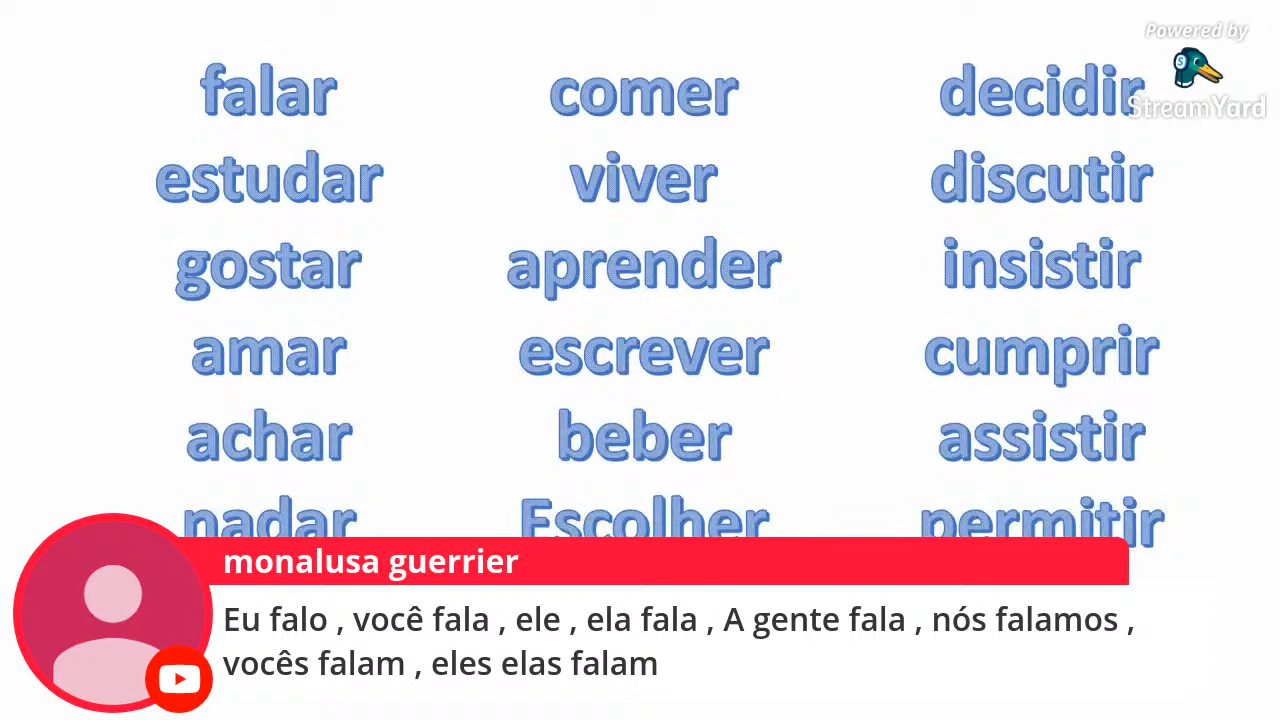 Powered by
StreamYard
falar comer decidir
estudar viver discutir
gostar aprender insistir
amar escrever cumprir
achar beber assistir
nadar Escolher permitir
monalusa guerrier
Eu falo , você fala , ele , ela fala , A gente fala , nós falamos ,
vocês falam , eles elas falam